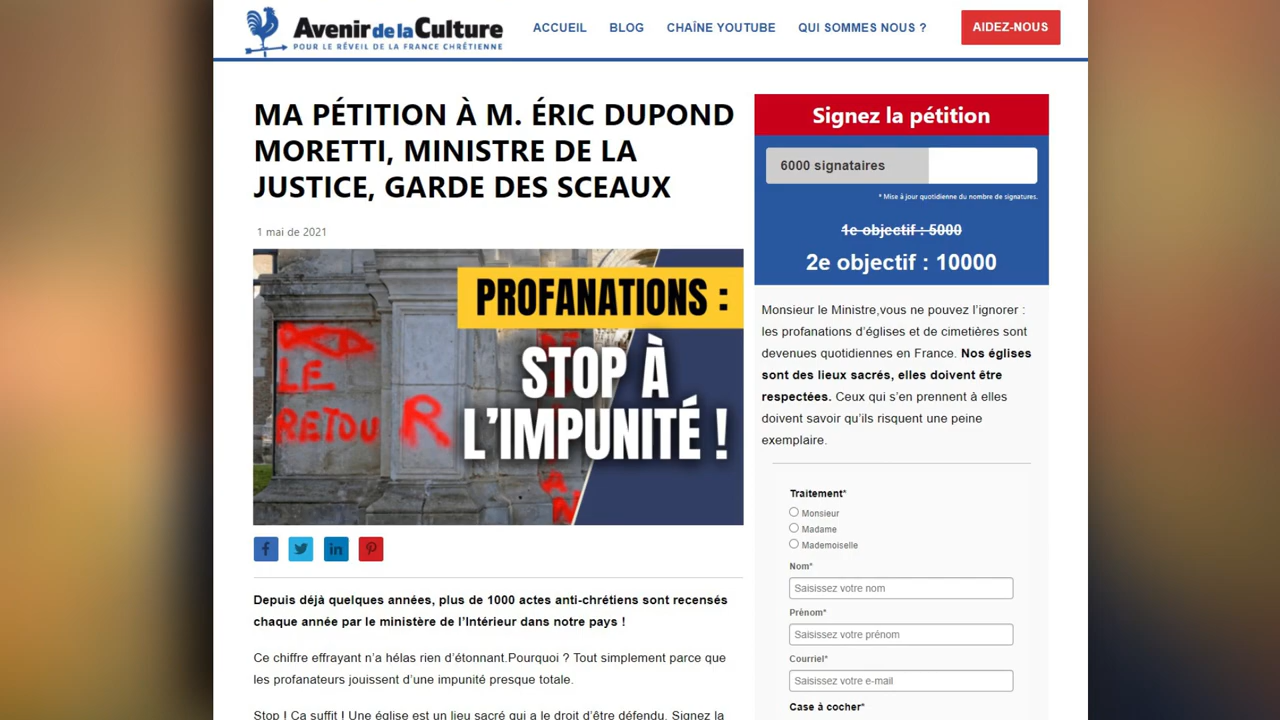 Avenir de la Culture
POUR LE RÉVEIL DE LA FRANCE CHRÉTIENNE
ACCUEIL
BLOG
CHAÎNE YOUTUBE
QUI SOMMES NOUS ?
AIDEZ-NOUS
MA PÉTITION À M. ÉRIC DUPOND
MORETTI, MINISTRE DE LA
JUSTICE, GARDE DES SCEAUX
1 mai de 2021
PROFANATIONS :
STOP À
L'IMPUNITÉ !
LE
RETOUR
Depuis déjà quelques années, plus de 1000 actes anti-chrétiens sont recensés
chaque année par le ministère de l'Intérieur dans notre pays !
Ce chiffre effrayant n'a hélas rien d'étonnant.Pourquoi ? Tout simplement parce que
les profanateurs jouissent d'une impunité presque totale.
Stop ! Ça suffit ! Une église est un lieu sacré qui a le droit d'être défendu. Signez la
Signez la pétition
6000 signataires
* Mise à jour quotidienne du nombre de signatures.
1e objectif : 5000
2e objectif : 10000
Monsieur le Ministre,vous ne pouvez l'ignorer :
les profanations d'églises et de cimetières sont
devenues quotidiennes en France. Nos églises
sont des lieux sacrés, elles doivent être
respectées. Ceux qui s'en prennent à elles
doivent savoir qu'ils risquent une peine
exemplaire.
Traitement*
Monsieur
Madame
Mademoiselle
Nom*
Saisissez votre nom
Prénom*
Saisissez votre prénom
Courriel*
Saisissez votre e-mail
Case à cocher*